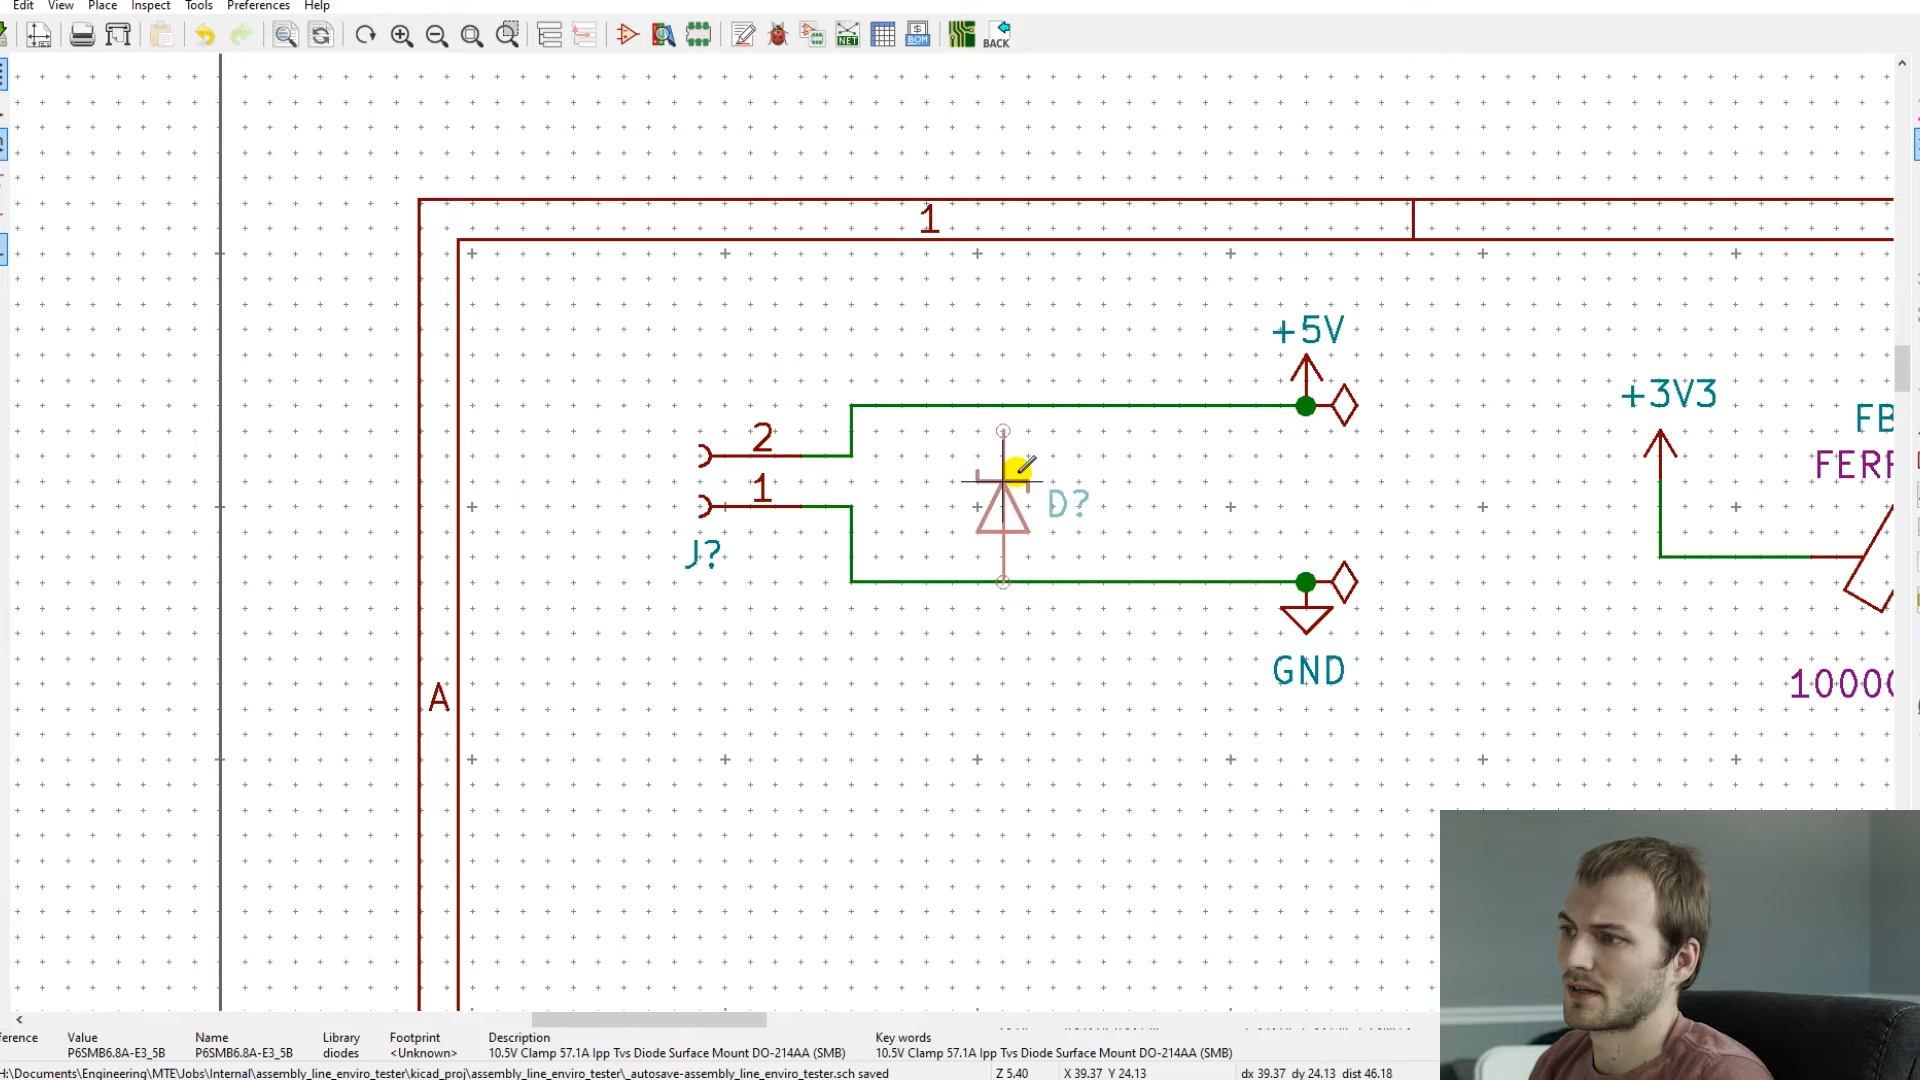 Edit View Place Inspect Tools Preferences Help
NET
$
BOM
BACK
1
+5V
+3V3
FB
2
FERR
1
D?
J?
GND
A
1000
Value Name Library Footprint Description Key words
P6SMB6.8A-E3_5B P6SMB6.8A-E3_5B diodes <Unknown> 10.5V Clamp 57.1A Ipp Tvs Diode Surface Mount DO-214AA (SMB) 10.5V Clamp 57.1A Ipp Tvs Diode Surface Mount DO-214AA (SMB)
H:\Documents\Engineering\MTE\Jobs\Internal\assembly_line_enviro_tester\kicad_proj\assembly_line_enviro_tester\_autosave-assembly_line_enviro_tester.sch saved Z 5.40 X 39.37 Y 24.13 dx 39.37 dy 24.13 dist 46.18